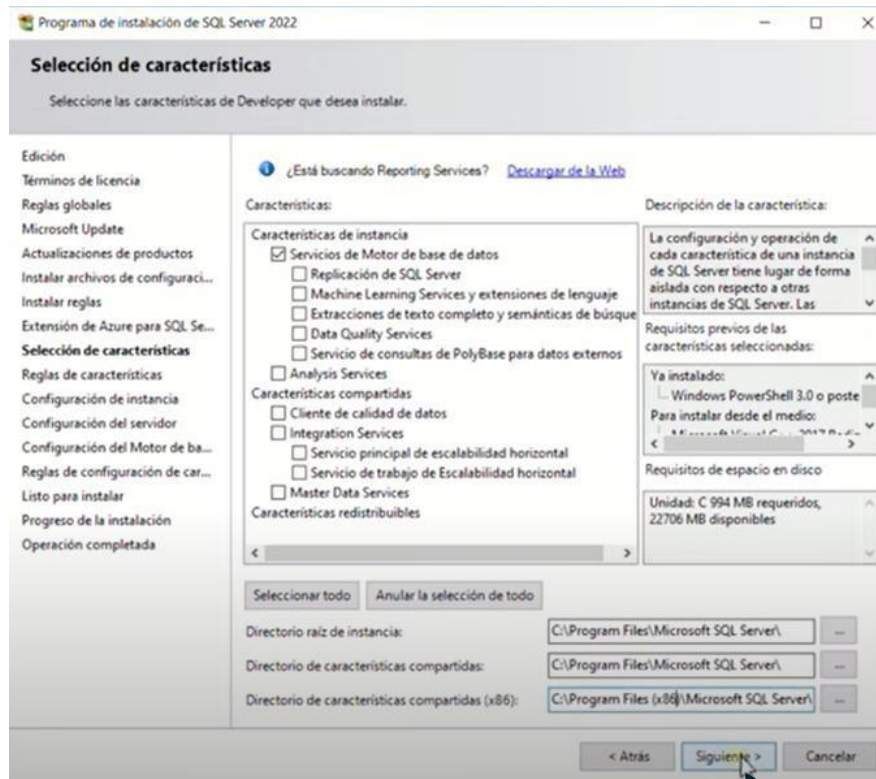 Programa de instalación de SQL Server 2022
Selección de características
Seleccione las características de Developer que desea instalar.
Edición
Términos de licencia
Reglas globales
Microsoft Update
Actualizaciones de productos
Instalar archivos de configuraci...
Instalar reglas
Extensión de Azure para SQL Se...
Selección de características
Reglas de características
Configuración de instancia
Configuración del servidor
Configuración del Motor de ba...
Reglas de configuración de car...
Listo para instalar
Progreso de la instalación
Operación completada
¿Está buscando Reporting Services? Descargar de la Web
Características:
Características de instancia
Servicios de Motor de base de datos
Replicación de SQL Server
Machine Learning Services y extensiones de lenguaje
Extracciones de texto completo y semánticas de búsque
Data Quality Services
Servicio de consultas de PolyBase para datos externos
Analysis Services
Características compartidas
Cliente de calidad de datos
Integration Services
Servicio principal de escalabilidad horizontal
Servicio de trabajo de Escalabilidad horizontal
Master Data Services
Características redistribuibles
Descripción de la característica:
La configuración y operación de
cada característica de una instancia
de SQL Server tiene lugar de forma
aislada con respecto a otras
instancias de SQL Server. Las
Requisitos previos de las
características seleccionadas:
Ya instalado:
Windows PowerShell 3.0 o poste
Para instalar desde el medio:
Microsoft Visual C++ 2017
Requisitos de espacio en disco
Unidad: C 994 MB requeridos,
22706 MB disponibles
Seleccionar todo Anular la selección de todo
Directorio raíz de instancia: C:\Program Files\Microsoft SQL Server\ ...
Directorio de características compartidas: C:\Program Files\Microsoft SQL Server\ ...
Directorio de características compartidas (x86): C:\Program Files (x86)\Microsoft SQL Server\ ...
< Atrás Siguiente > Cancelar